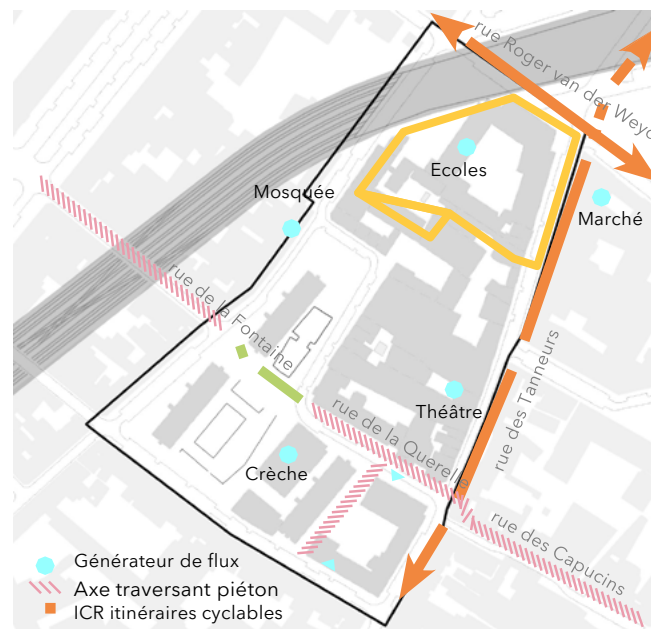 rue Roger van der Weyd
Ecoles
Mosquée
Marché
rue de la Fontaine
Théâtre
rue des Tanneurs
rue de la Querelle
Crèche
rue des Capucins
Générateur de flux
Axe traversant piéton
ICR itinéraires cyclables